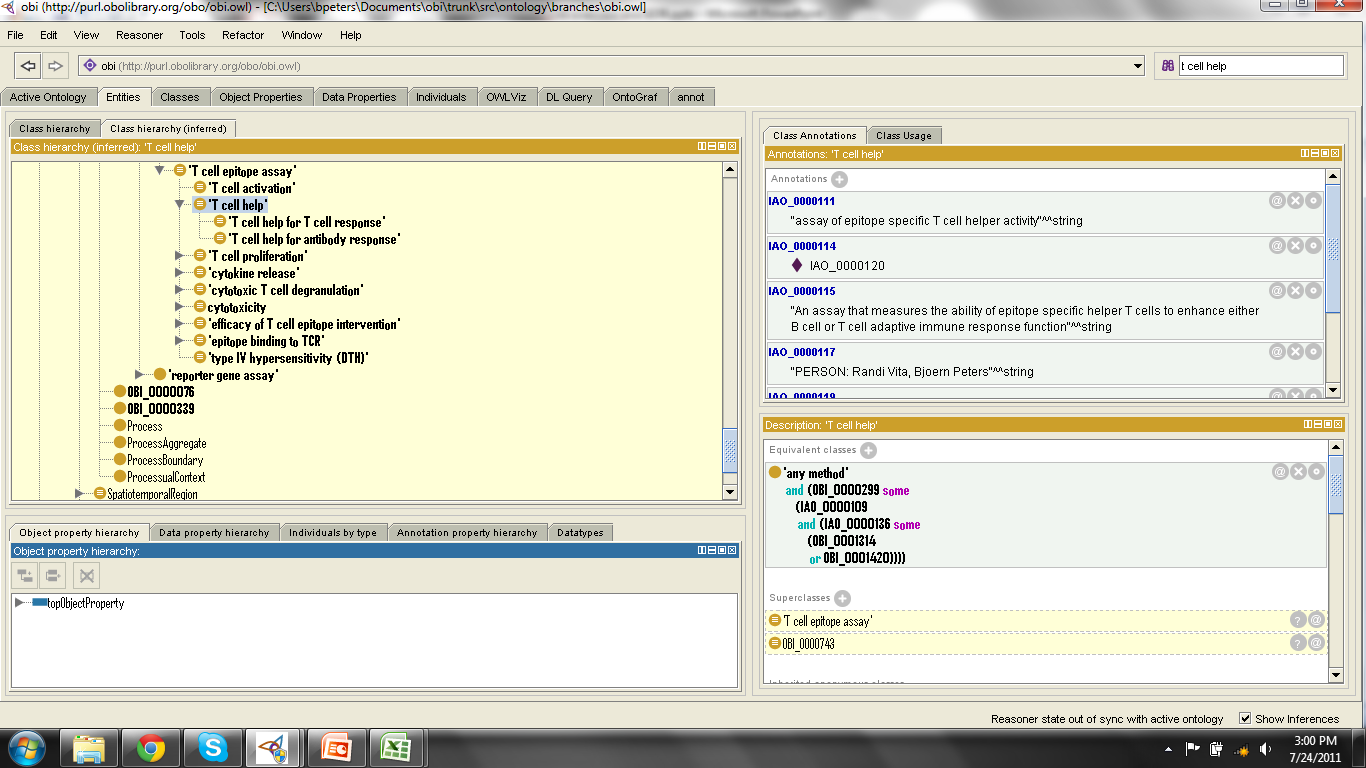 obi (http://purl.obolibrary.org/obo/obi.owl) - [C:\Users\bpeters\Documents\obi\trunk\src\ontology\branches\obi.owl]
File Edit View Reasoner Tools Refactor Window Help
obi (http://purl.obolibrary.org/obo/obi.owl)
t cell help
Active Ontology Entities Classes Object Properties Data Properties Individuals OWLViz DL Query OntoGraf annot
Class hierarchy Class hierarchy (inferred)
Class hierarchy (inferred): 'T cell help'
'T cell epitope assay'
'T cell activation'
'T cell help'
'T cell help for T cell response'
'T cell help for antibody response'
'T cell proliferation'
'cytokine release'
'cytotoxic T cell degranulation'
cytotoxicity
'efficacy of T cell epitope intervention'
'epitope binding to TCR'
'type IV hypersensitivity (DTH)'
'reporter gene assay'
OBI_0000076
OBI_0000339
Process
ProcessAggregate
ProcessBoundary
ProcessualContext
SpatiotemporalRegion
Object property hierarchy Data property hierarchy Individuals by type Annotation property hierarchy Datatypes
Object property hierarchy:
topObjectProperty
Class Annotations Class Usage
Annotations: 'T cell help'
Annotations
IAO_0000111
"assay of epitope specific T cell helper activity"^^string
IAO_0000114
IAO_0000120
IAO_0000115
"An assay that measures the ability of epitope specific helper T cells to enhance either
B cell or T cell adaptive immune response function"^^string
IAO_0000117
"PERSON: Randi Vita, Bjoern Peters"^^string
IAO_0000119
Description: 'T cell help'
Equivalent classes
'any method'
and (OBI_0000299 some
(IAO_0000109
and (IAO_0000136 some
(OBI_0001314
or OBI_0001420))))
Superclasses
'T cell epitope assay'
OBI_0000743
Inherited anonymous classes
Reasoner state out of sync with active ontology Show Inferences
3:00 PM
7/24/2011